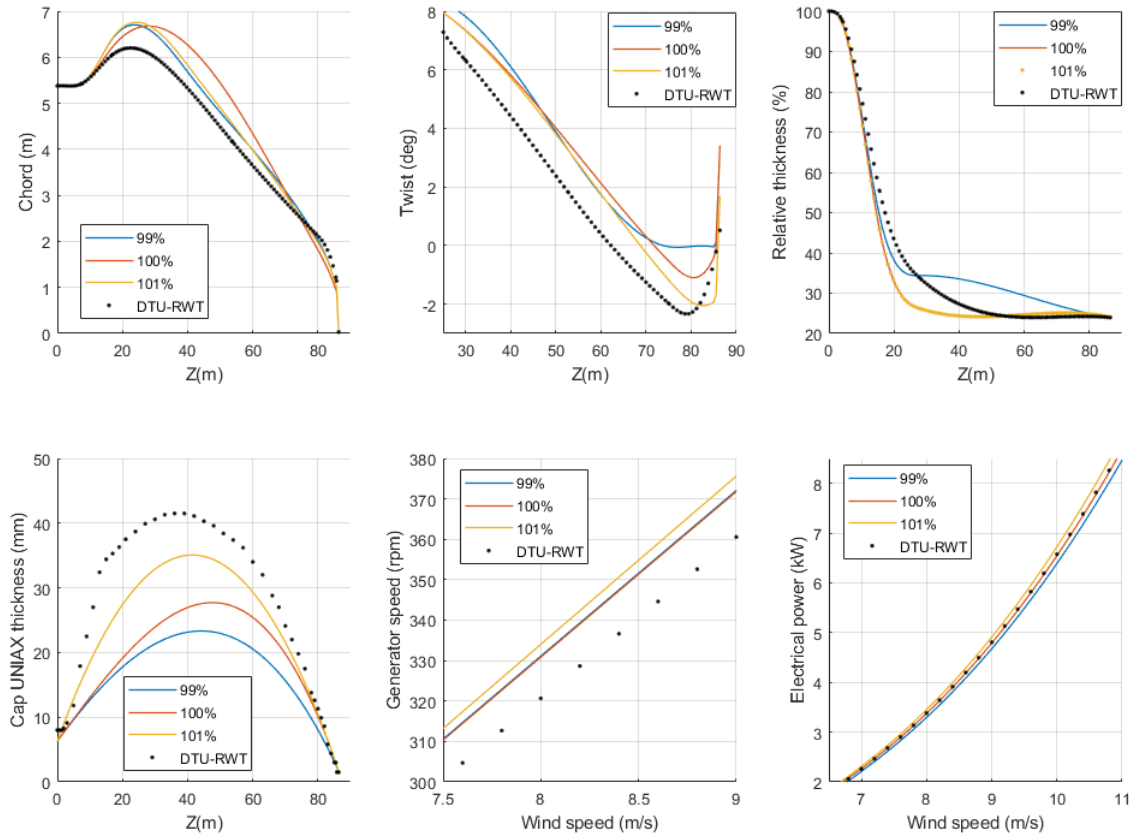 7
6
5
4
3
2
1
0
Chord (m)
99%
100%
101%
DTU-RWT
0 20 40 60 80
Z(m)
8
6
4
2
0
-2
Twist (deg)
99%
100%
101%
DTU-RWT
30 40 50 60 70 80 90
Z(m)
100
90
80
70
60
50
40
30
20
Relative thickness (%)
99%
100%
101%
DTU-RWT
0 20 40 60 80
Z(m)
50
40
30
20
10
0
Cap UNIAX thickness (mm)
99%
100%
101%
DTU-RWT
0 20 40 60 80
Z(m)
380
370
360
350
340
330
320
310
300
Generator speed (rpm)
99%
100%
101%
DTU-RWT
7.5 8 8.5 9
Wind speed (m/s)
8
7
6
5
4
3
2
Electrical power (kW)
99%
100%
101%
DTU-RWT
7 8 9 10 11
Wind speed (m/s)